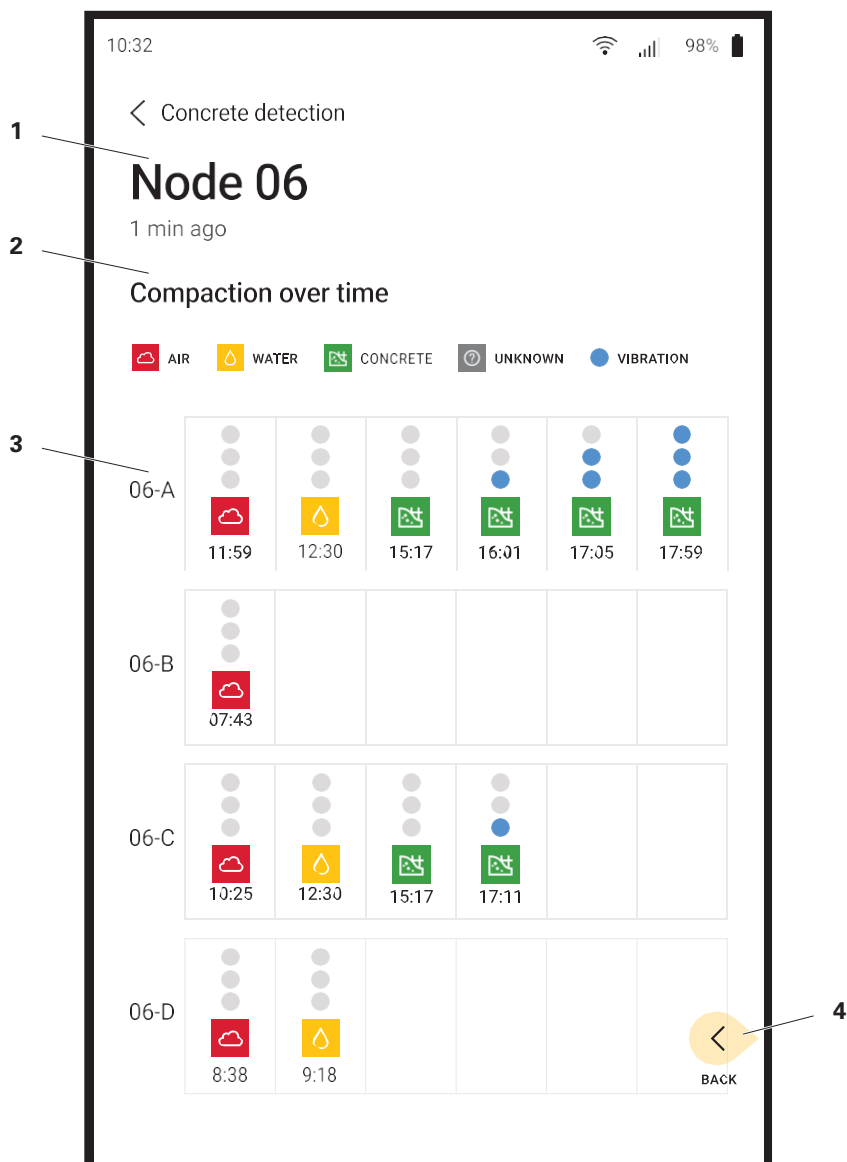 10:32 98%
Concrete detection
1
Node 06
1 min ago
2
Compaction over time
AIR WATER CONCRETE ? UNKNOWN VIBRATION
3
06-A
11:59 12:30 15:17 16:01 17:05 17:59
06-B
07:43
06-C
10:25 12:30 15:17 17:11
06-D
4
8:38 9:18
BACK